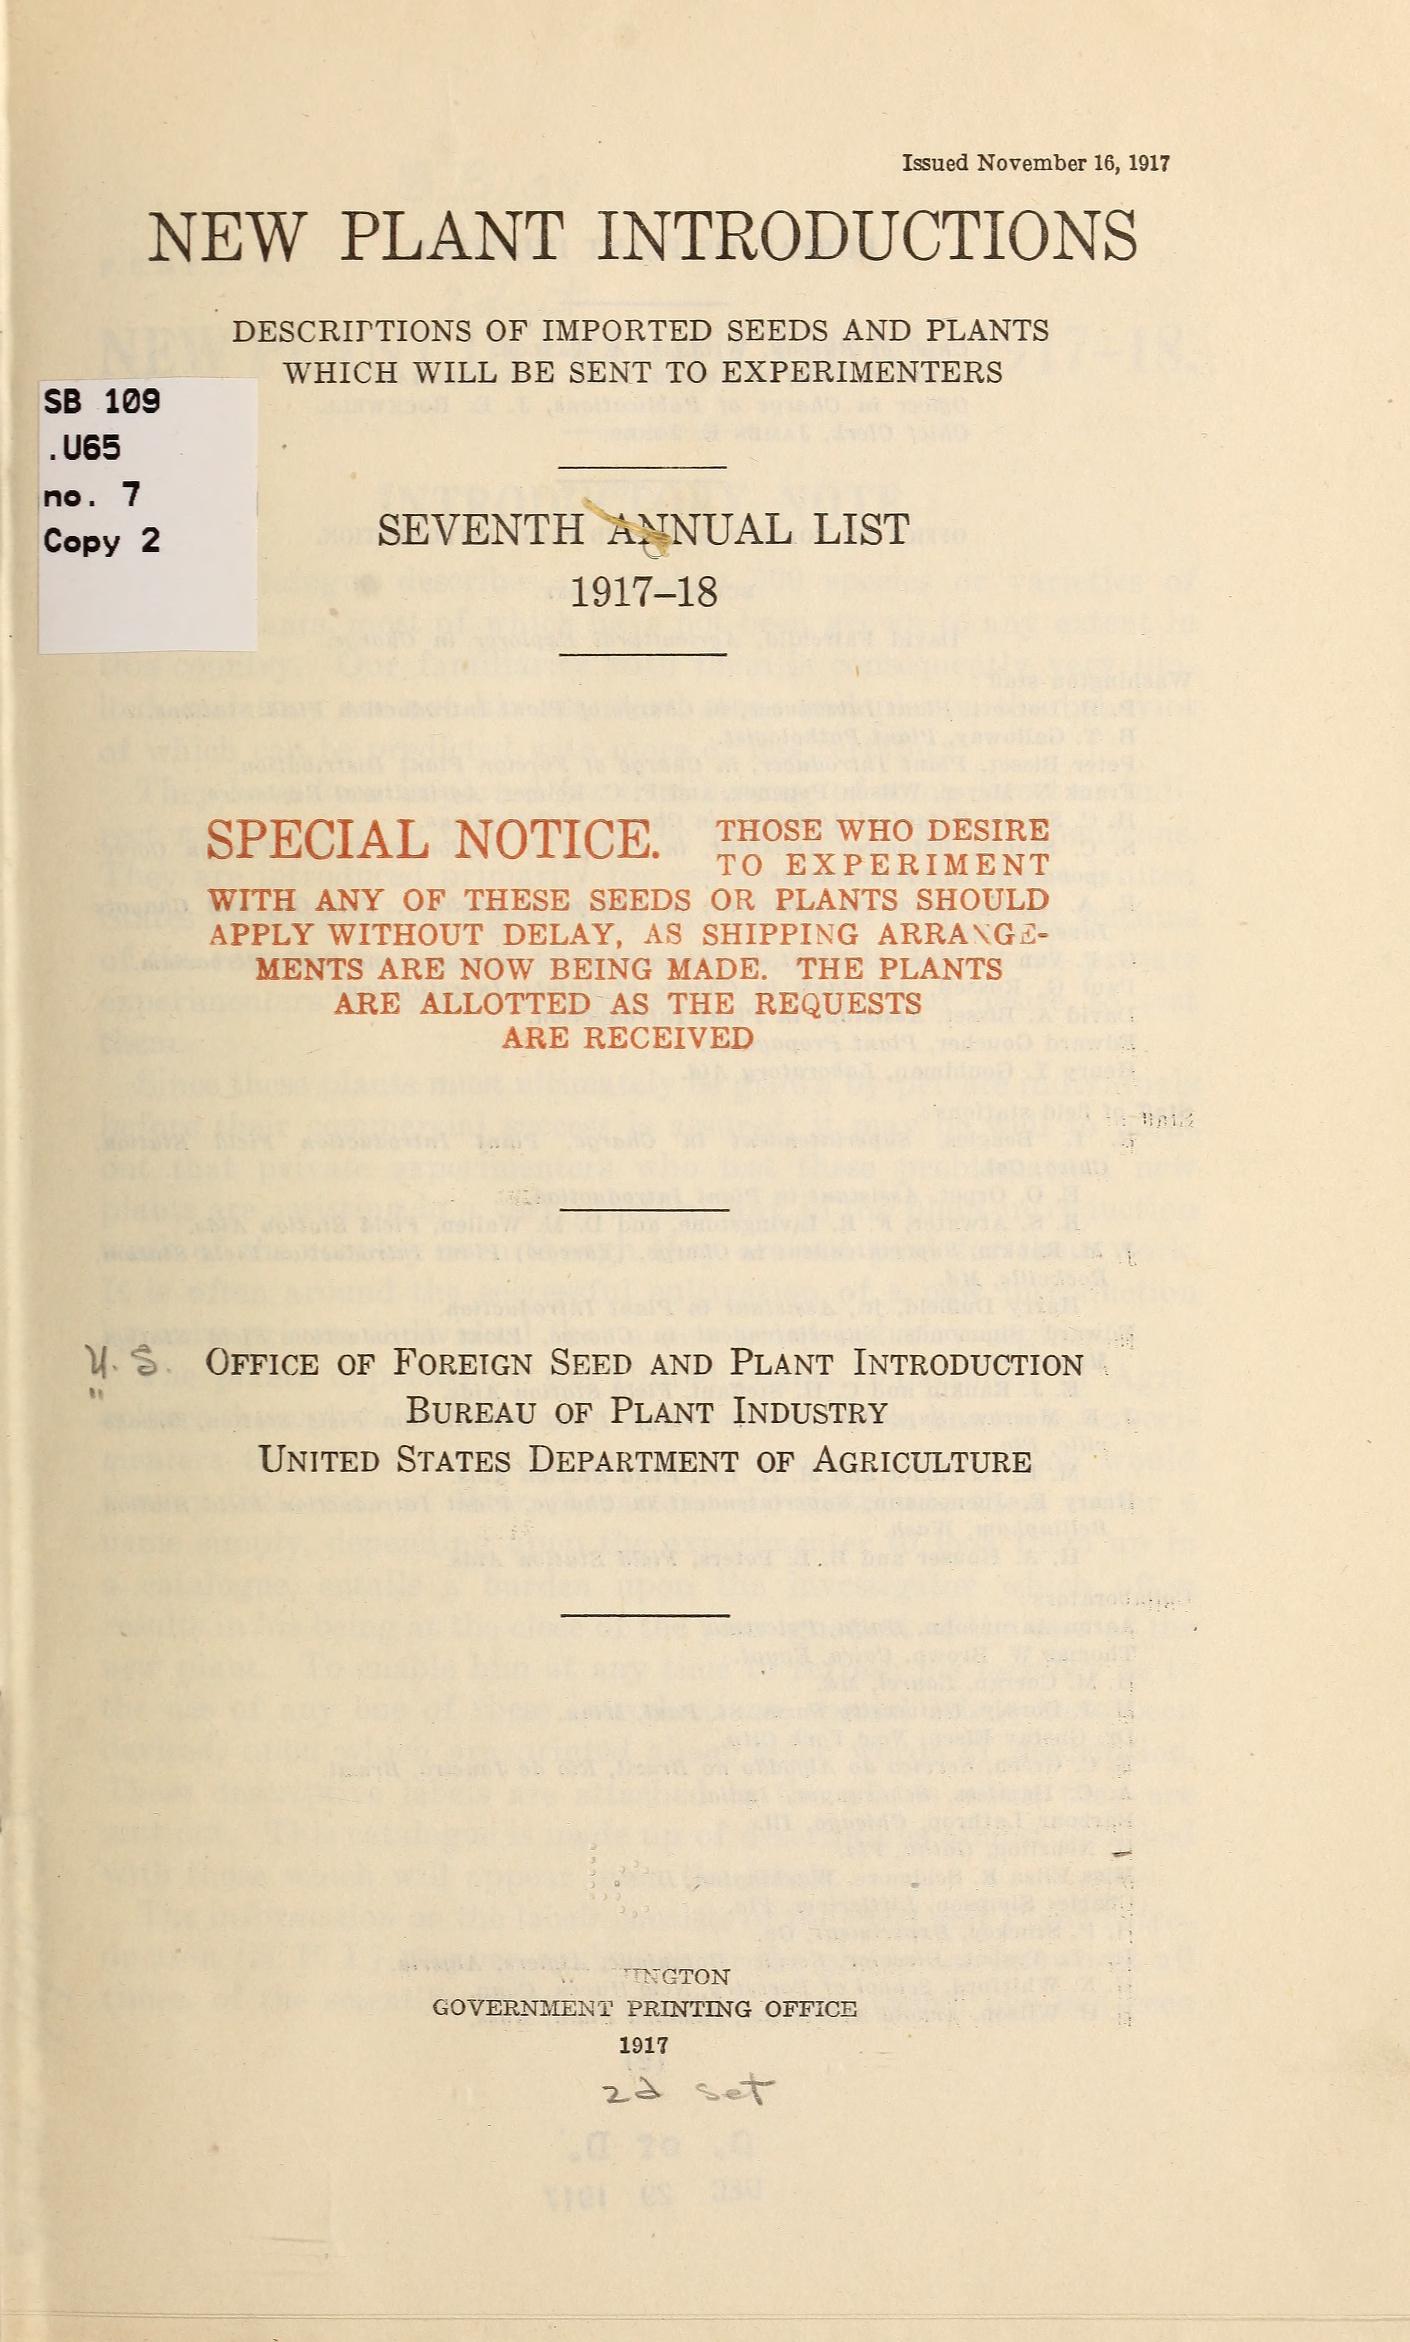 Issued November 16, 1917
NEW PLANT INTRODUCTIONS
DESCRIPTIONS OF IMPORTED SEEDS AND PLANTS
WHICH WILL BE SENT TO EXPERIMENTERS
SB 109
.U65
no. 7
Copy 2
SEVENTH ANNUAL LIST
1917–18
SPECIAL NOTICE. THOSE WHO DESIRE
TO EXPERIMENT
WITH ANY OF THESE SEEDS OR PLANTS SHOULD
APPLY WITHOUT DELAY, AS SHIPPING ARRANGE-
MENTS ARE NOW BEING MADE. THE PLANTS
ARE ALLOTTED AS THE REQUESTS
ARE RECEIVED
U. S. OFFICE OF FOREIGN SEED AND PLANT INTRODUCTION
" BUREAU OF PLANT INDUSTRY
UNITED STATES DEPARTMENT OF AGRICULTURE
NGTON
GOVERNMENT PRINTING OFFICE
1917
2d set